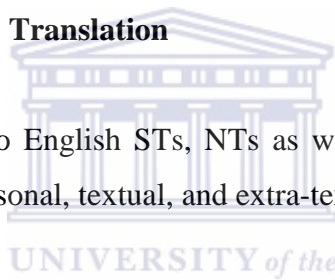 Translation
o English STs, NTs as w
sonal, textual, and extra-te
UNIVERSITY of the